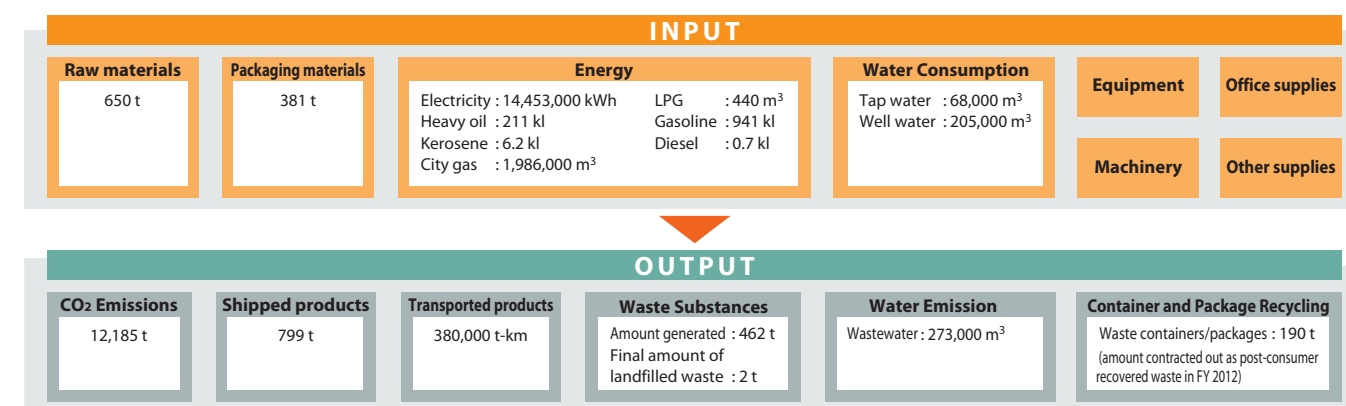 INPUT
Raw materials
650 t
Packaging materials
381 t
Energy
Electricity : 14,453,000 kWh
Heavy oil : 211 kl
Kerosene : 6.2 kl
City gas : 1,986,000 m³
LPG : 440 m³
Gasoline : 941 kl
Diesel : 0.7 kl
Water Consumption
Tap water : 68,000 m³
Well water : 205,000 m³
Equipment
Office supplies
Machinery
Other supplies
OUTPUT
CO₂ Emissions
12,185 t
Shipped products
799 t
Transported products
380,000 t-km
Waste Substances
Amount generated : 462 t
Final amount of
landfilled waste : 2 t
Water Emission
Wastewater : 273,000 m³
Container and Package Recycling
Waste containers/packages : 190 t
(amount contracted out as post-consumer
recovered waste in FY 2012)